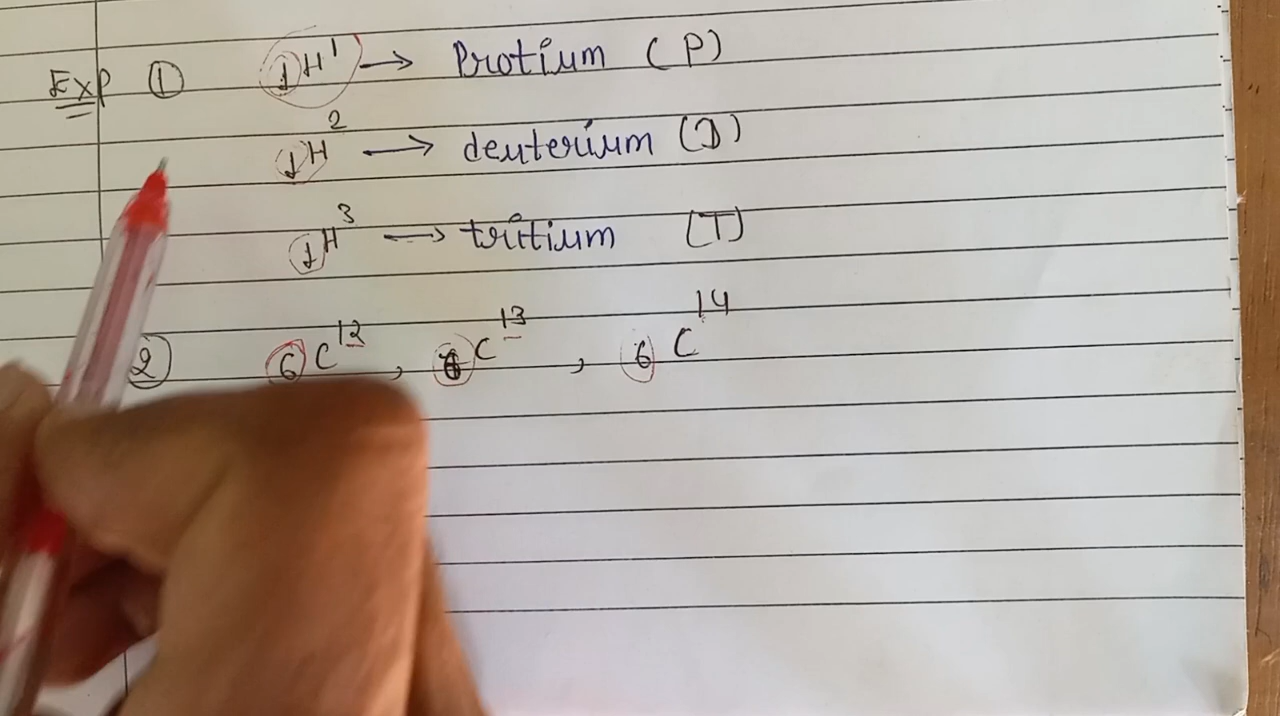 Exp ① ₁H¹ → Protium (P)
₁H² → deuterium (D)
₁H³ → tritium (T)
② ₆C¹², ₆C¹³, ₆C¹⁴